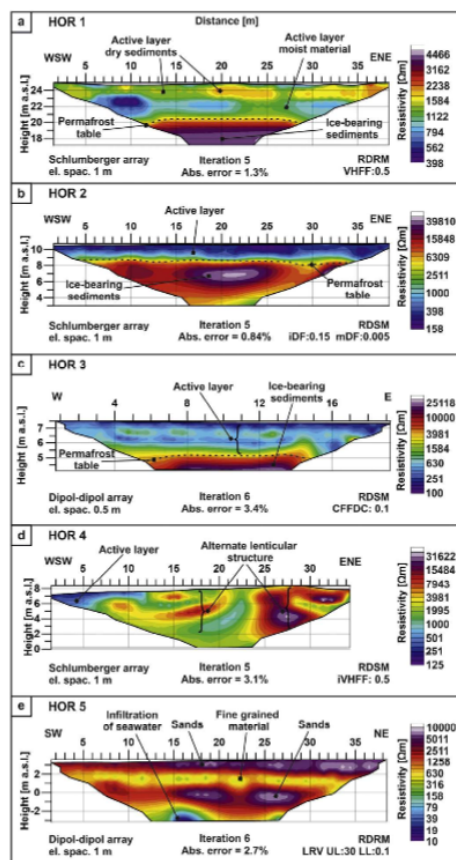 a HOR 1
Distance [m]
WSW
ENE
Active layer
dry sediments
Active layer
moist material
5 10 15 20 25 30 35
Height [m a.s.l.]
24
22
20
18
Permafrost
table
Ice-bearing
sediments
Resistivity [Ωm]
4466
3162
2238
1584
1122
794
562
398
Schlumberger array
el. spac. 1 m
Iteration 5
Abs. error = 1.3%
RDRM
VHFF:0.5
b HOR 2
WSW
ENE
Active layer
5 10 15 20 25 30 35
Height [m a.s.l.]
10
8
6
4
Ice-bearing
sediments
Permafrost
table
Resistivity [Ωm]
39810
15848
6309
2511
1000
398
158
Schlumberger array
el. spac. 1 m
Iteration 5
Abs. error = 0.84%
RDSM
iDF:0.15 mDF:0.005
c HOR 3
W
E
Active layer
Ice-bearing
sediments
4 8 12 16
Height [m a.s.l.]
7
6
5
Permafrost
table
Resistivity [Ωm]
25118
10000
3981
1584
630
251
100
Dipol-dipol array
el. spac. 0.5 m
Iteration 6
Abs. error = 3.4%
RDSM
CFFDC: 0.1
d HOR 4
WSW
ENE
Active layer
Alternate lenticular
structure
5 10 15 20 25 30 35
Height [m a.s.l.]
8
6
4
2
0
Resistivity [Ωm]
31622
15811
7943
3981
1995
1000
501
251
125
Schlumberger array
el. spac. 1 m
Iteration 5
Abs. error = 3.1%
RDSM
iVHFF: 0.5
e HOR 5
SW
NE
Infiltration
of seawater
Sands
Fine grained
material
Sands
5 10 15 20 25 30 35
Height [m a.s.l.]
2
0
-2
Resistivity [Ωm]
10000
5011
2511
1258
630
316
158
79
40
20
10
Dipol-dipol array
el. spac. 1 m
Iteration 6
Abs. error = 2.7%
RDRM
LRV UL:30 LL:0.1